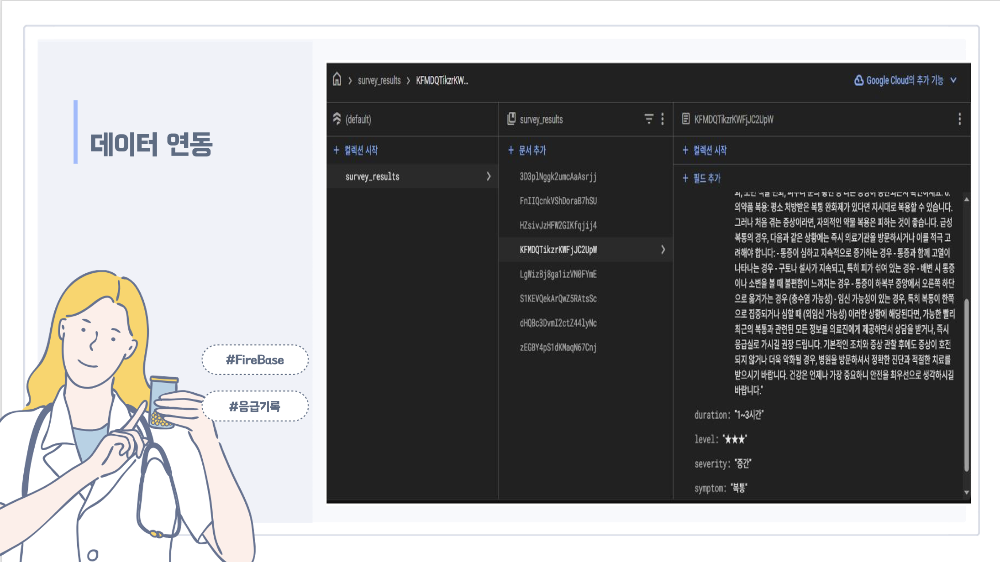 데이터 연동
#FireBase
#응급기록
survey_results
KFMDQTikzrKW...
Google Cloud의 추가 기능
(default)
survey_results
KFMDQTikzrKWFjJC2UpW
+ 컬렉션 시작
+ 문서 추가
+ 컬렉션 시작
survey_results
+ 필드 추가
3D3plNggk2umcAaAsrjj
FnIIQcnkVShDoraB7hSU
HZsivJzHFW2GIKfqjij4
KFMDQTikzrKWFjJC2UpW
LgWizBj8ga1izVN0FYmE
S1KEVQekArQwZ5RAtsSc
dHQBc3DvmI2ctZ44lyNc
zEGBY4pS1dKMaqN67Cnj
의약품 복용: 평소 처방받은 복통 완화제가 있다면 지시대로 복용할 수 있습니다.
그러나 처음 겪는 증상이라면, 자의적인 약물 복용은 피하는 것이 좋습니다. 급성
복통의 경우, 다음과 같은 상황에는 즉시 의료기관을 방문하시거나 이를 적극 고
려해야 합니다: - 통증이 심하고 지속적으로 증가하는 경우 - 통증과 함께 고열이
나타나는 경우 - 구토나 설사가 지속되고, 특히 피가 섞여 있는 경우 - 배변 시 통증
이나 소변을 볼 때 불편함이 느껴지는 경우 - 통증이 하복부 중앙에서 오른쪽 하단
으로 옮겨가는 경우 (충수염 가능성) - 임신 가능성이 있는 경우, 특히 복통이 한쪽
으로 집중되거나 심할 때 (외임신 가능성) 이러한 상황에 해당된다면, 가능한 빨리
최근의 복통과 관련된 모든 정보를 의료진에게 제공하면서 상담을 받거나, 즉시
응급실로 가시길 권장 드립니다. 기본적인 조치와 증상 관찰 후에도 증상이 호전
되지 않거나 더욱 악화될 경우, 병원을 방문하셔서 정확한 진단과 적절한 치료를
받으시기 바랍니다. 건강은 언제나 가장 중요하니 안전을 최우선으로 생각하시길
바랍니다."
duration: "1~3시간"
level: "★★★"
severity: "중간"
symptom: "복통"